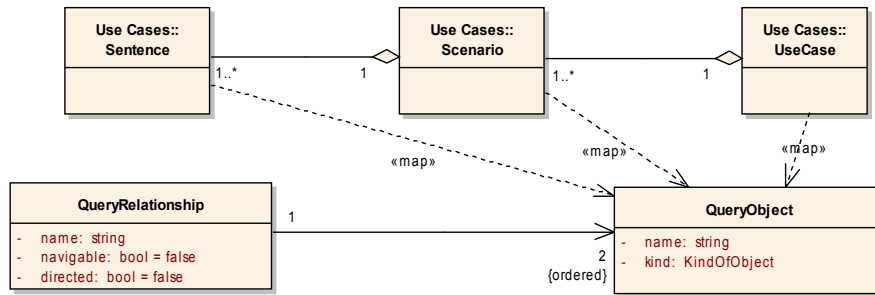 Use Cases::
Sentence
Use Cases::
Scenario
Use Cases::
UseCase
1..*
1
1..*
1
«map»
«map»
«map»
QueryRelationship
- name: string
- navigable: bool = false
- directed: bool = false
1
2
{ordered}
QueryObject
- name: string
- kind: KindOfObject